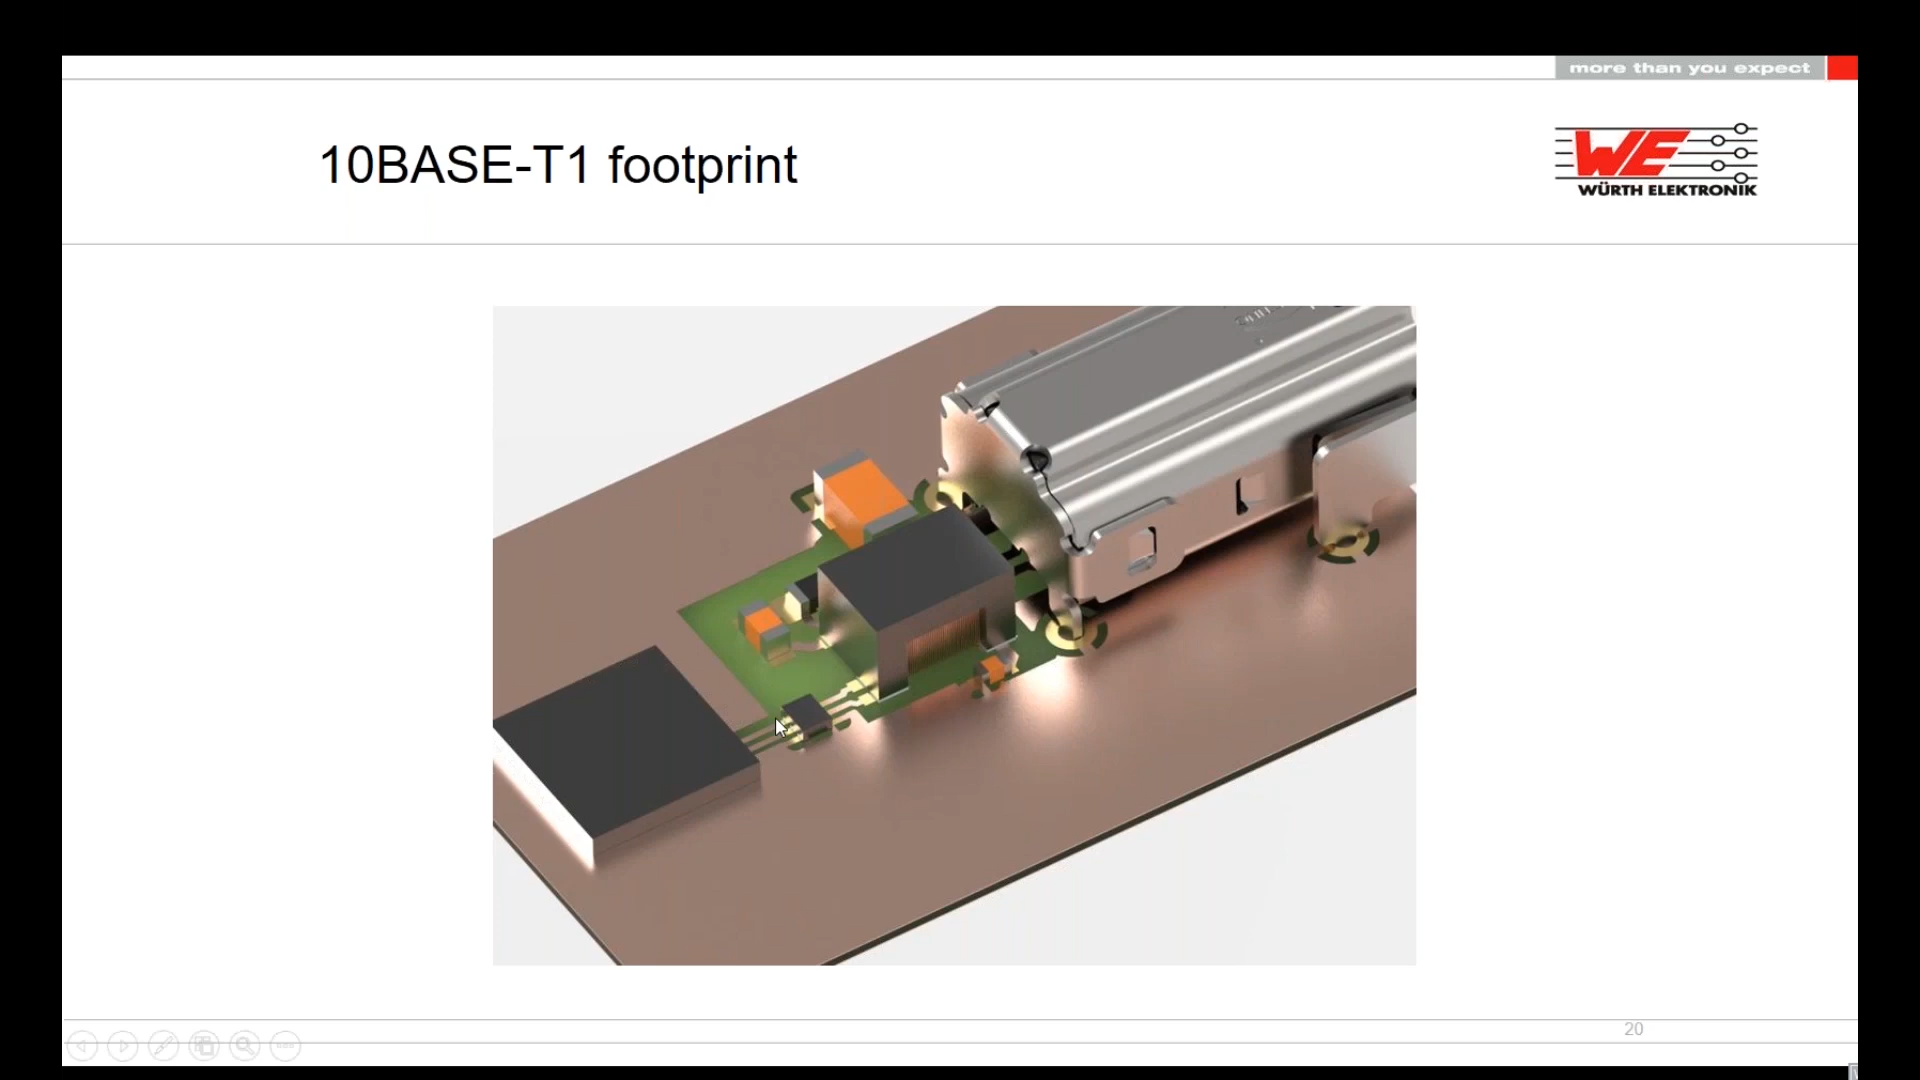 more than you expect
10BASE-T1 footprint
WE
WÜRTH ELEKTRONIK
20